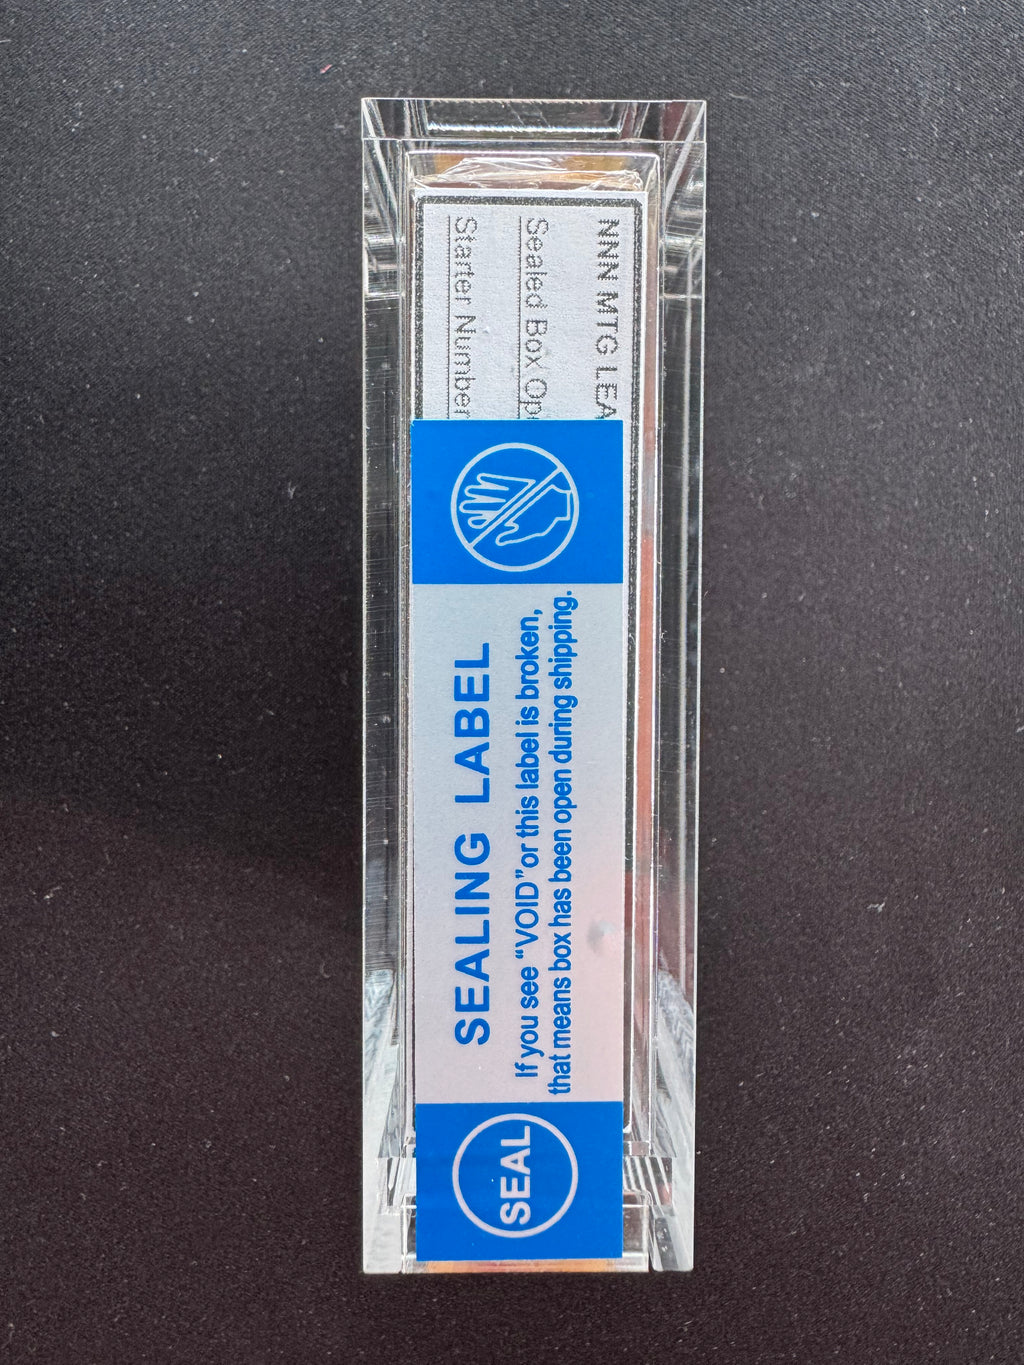 NNN MTG LEA
Sealed Box Op
Starter Number
SEALING LABEL
If you see “VOID”or this label is broken,
that means box has been open during shipping.
SEAL